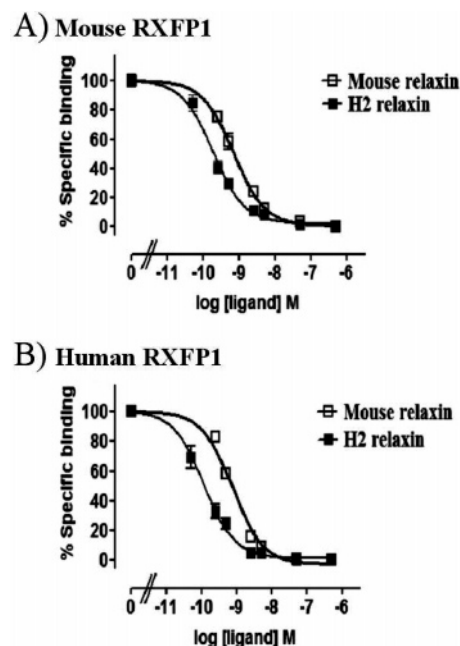 A) Mouse RXFP1
% Specific binding
100
80
60
40
20
0
Mouse relaxin
H2 relaxin
0 -11 -10 -9 -8 -7 -6
log [ligand] M
B) Human RXFP1
% Specific binding
100
80
60
40
20
0
Mouse relaxin
H2 relaxin
0 -11 -10 -9 -8 -7 -6
log [ligand] M